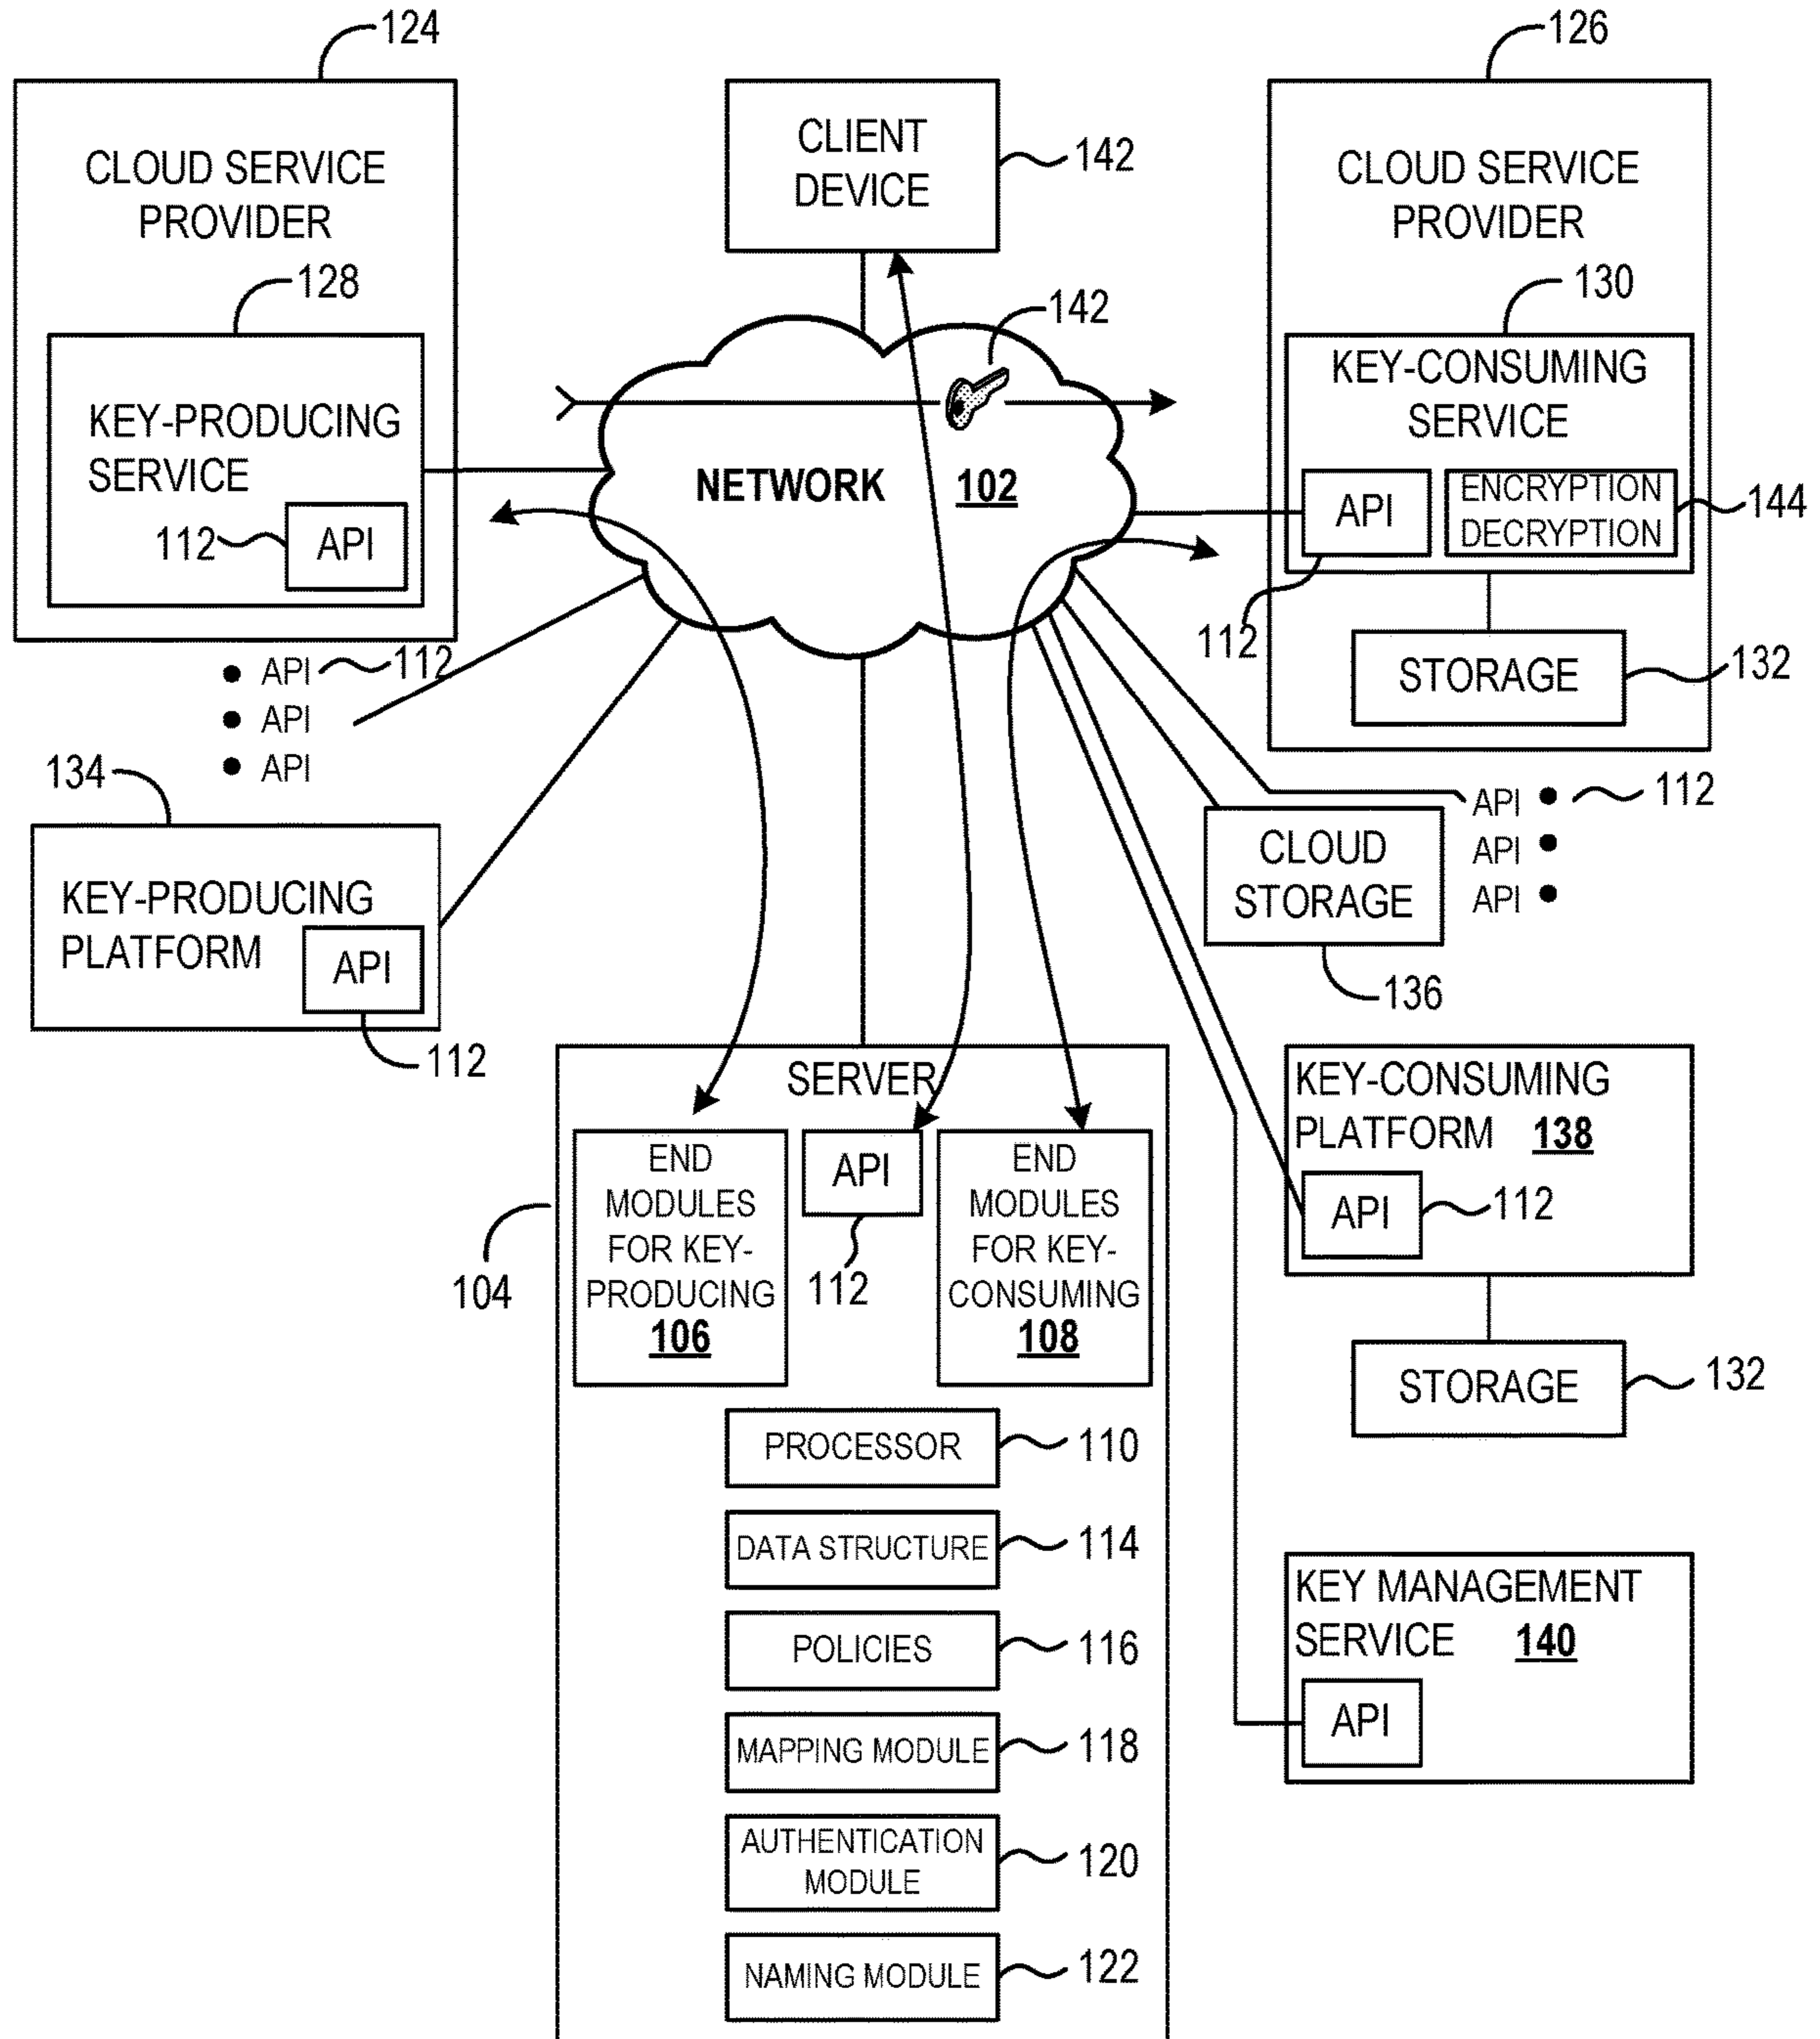 124
CLOUD SERVICE
PROVIDER
128
KEY-PRODUCING
SERVICE
112
API
CLIENT
DEVICE
142
142
NETWORK 102
126
CLOUD SERVICE
PROVIDER
130
KEY-CONSUMING
SERVICE
API
ENCRYPTION
DECRYPTION
144
112
STORAGE
132
• API 112
• API
• API
134
KEY-PRODUCING
PLATFORM
API
112
API • 112
API •
API •
CLOUD
STORAGE
136
SERVER
104
END
MODULES
FOR KEY-
PRODUCING
106
API
112
END
MODULES
FOR KEY-
CONSUMING
108
KEY-CONSUMING
PLATFORM 138
API
112
STORAGE
132
PROCESSOR
110
DATA STRUCTURE
114
POLICIES
116
MAPPING MODULE
118
AUTHENTICATION
MODULE
120
NAMING MODULE
122
KEY MANAGEMENT
SERVICE 140
API